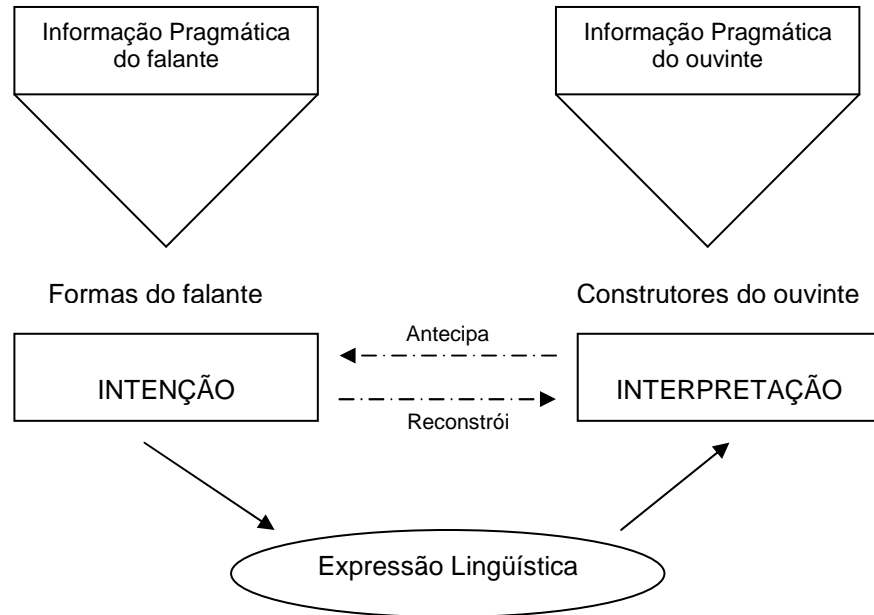 Informação Pragmática
do falante
Informação Pragmática
do ouvinte
Formas do falante
Construtores do ouvinte
Antecipa
INTENÇÃO
INTERPRETAÇÃO
Reconstrói
Expressão Lingüística